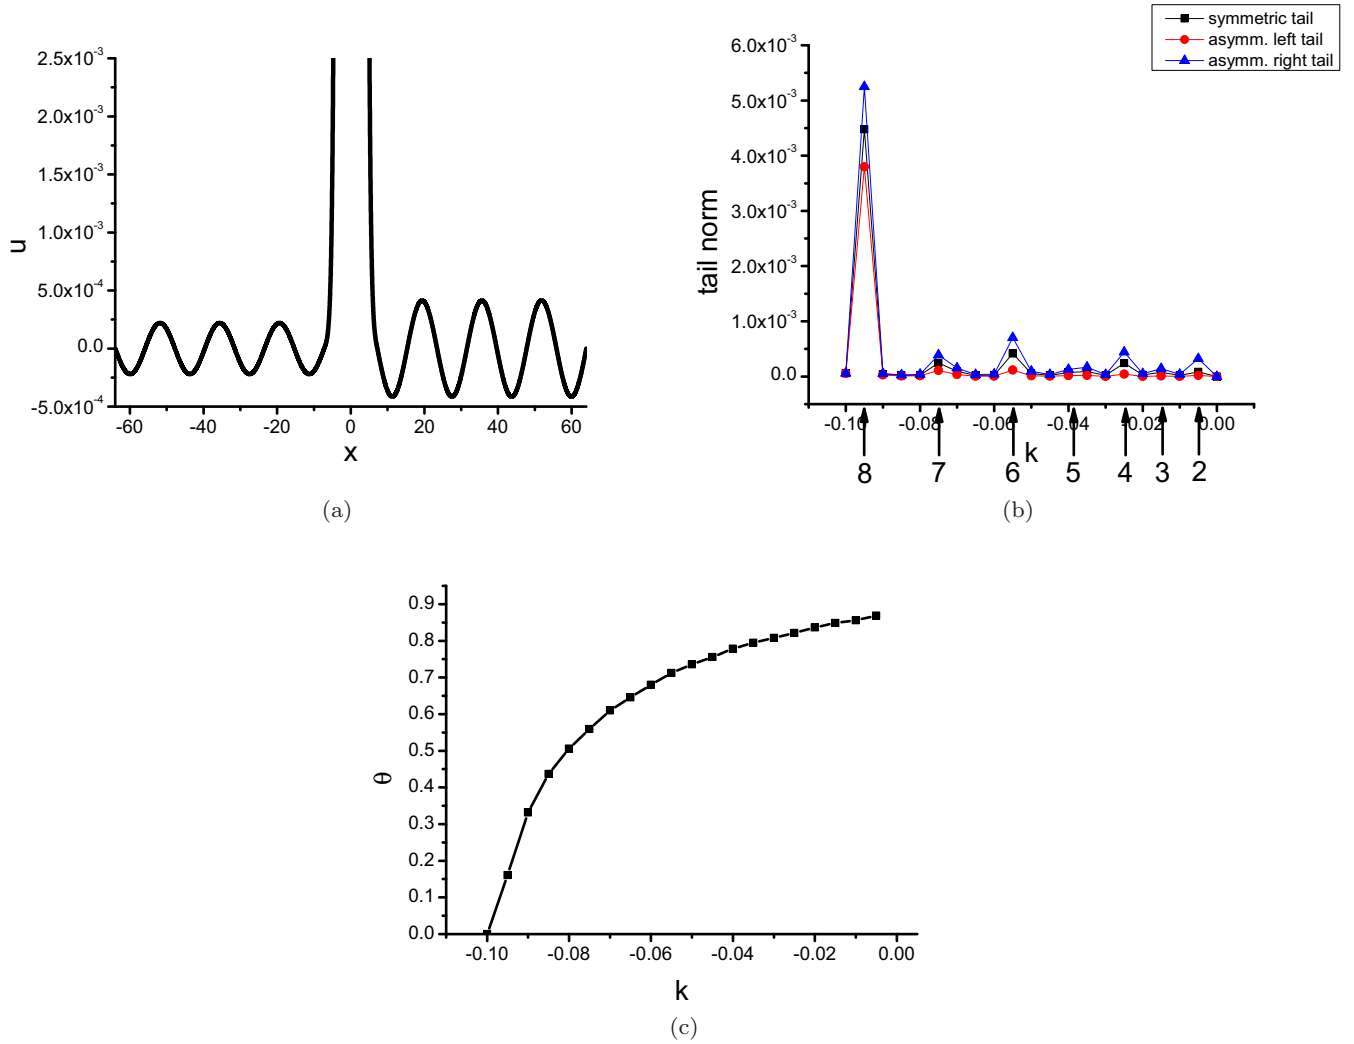 2.5x10⁻³
2.0x10⁻³
1.5x10⁻³
1.0x10⁻³
5.0x10⁻⁴
0.0
-5.0x10⁻⁴
u
-60 -40 -20 0 20 40 60
x
(a)
symmetric tail
asymm. left tail
asymm. right tail
6.0x10⁻³
5.0x10⁻³
4.0x10⁻³
3.0x10⁻³
2.0x10⁻³
1.0x10⁻³
0.0
tail norm
-0.10 -0.08 -0.06 -0.04 -0.02 0.00
k
8 7 6 5 4 3 2
(b)
0.9
0.8
0.7
0.6
0.5
0.4
0.3
0.2
0.1
0.0
θ
-0.10 -0.08 -0.06 -0.04 -0.02 0.00
k
(c)